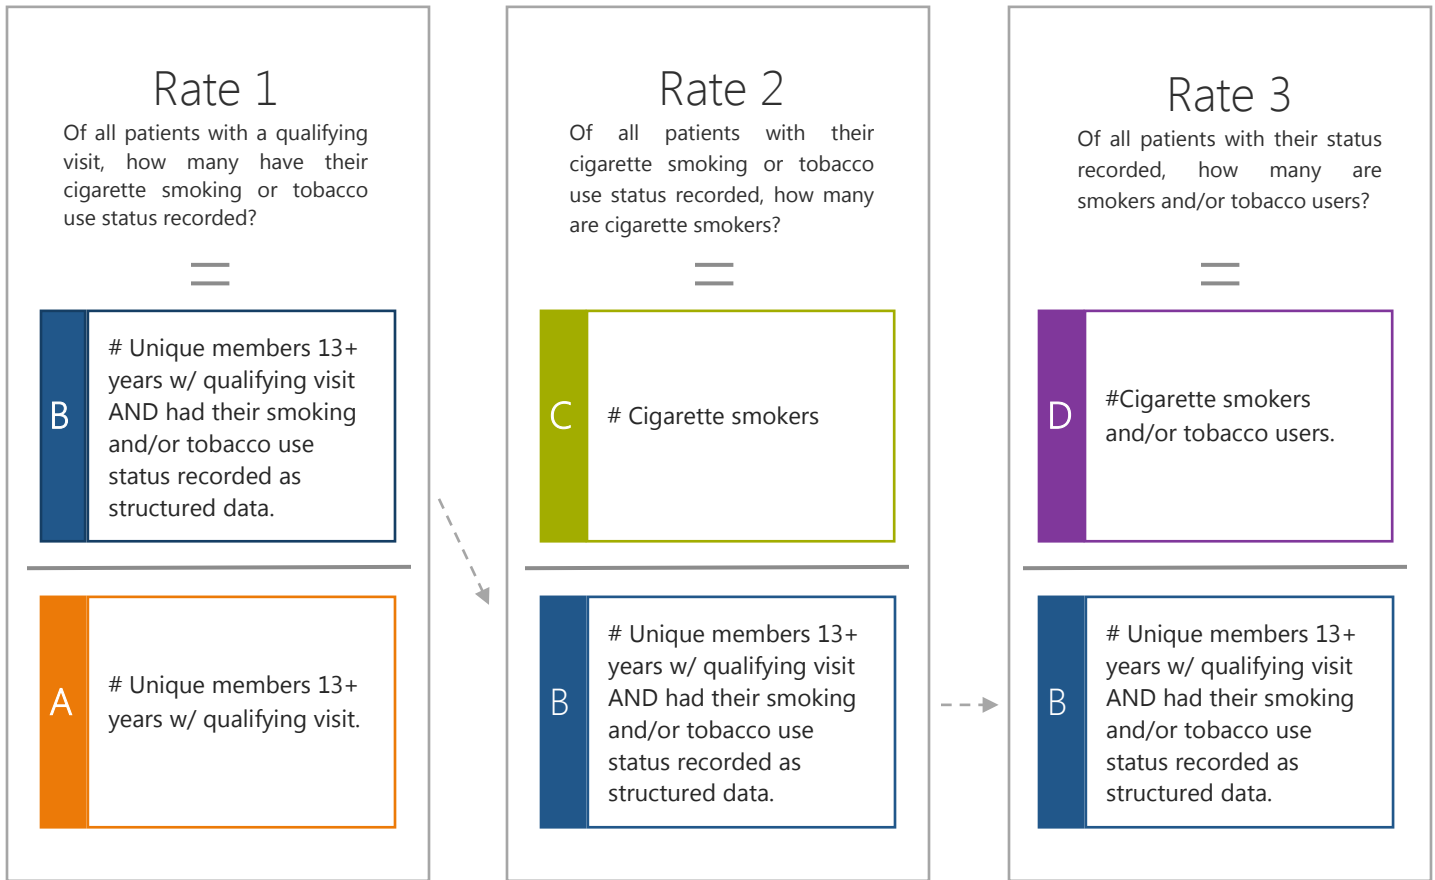 Rate 1
Of all patients with a qualifying
visit, how many have their
cigarette smoking or tobacco
use status recorded?
B
# Unique members 13+
years w/ qualifying visit
AND had their smoking
and/or tobacco use
status recorded as
structured data.
A
# Unique members 13+
years w/ qualifying visit.
Rate 2
Of all patients with their
cigarette smoking or tobacco
use status recorded, how many
are cigarette smokers?
C
# Cigarette smokers
B
# Unique members 13+
years w/ qualifying visit
AND had their smoking
and/or tobacco use
status recorded as
structured data.
Rate 3
Of all patients with their status
recorded, how many are
smokers and/or tobacco users?
D
#Cigarette smokers
and/or tobacco users.
B
# Unique members 13+
years w/ qualifying visit
AND had their smoking
and/or tobacco use
status recorded as
structured data.